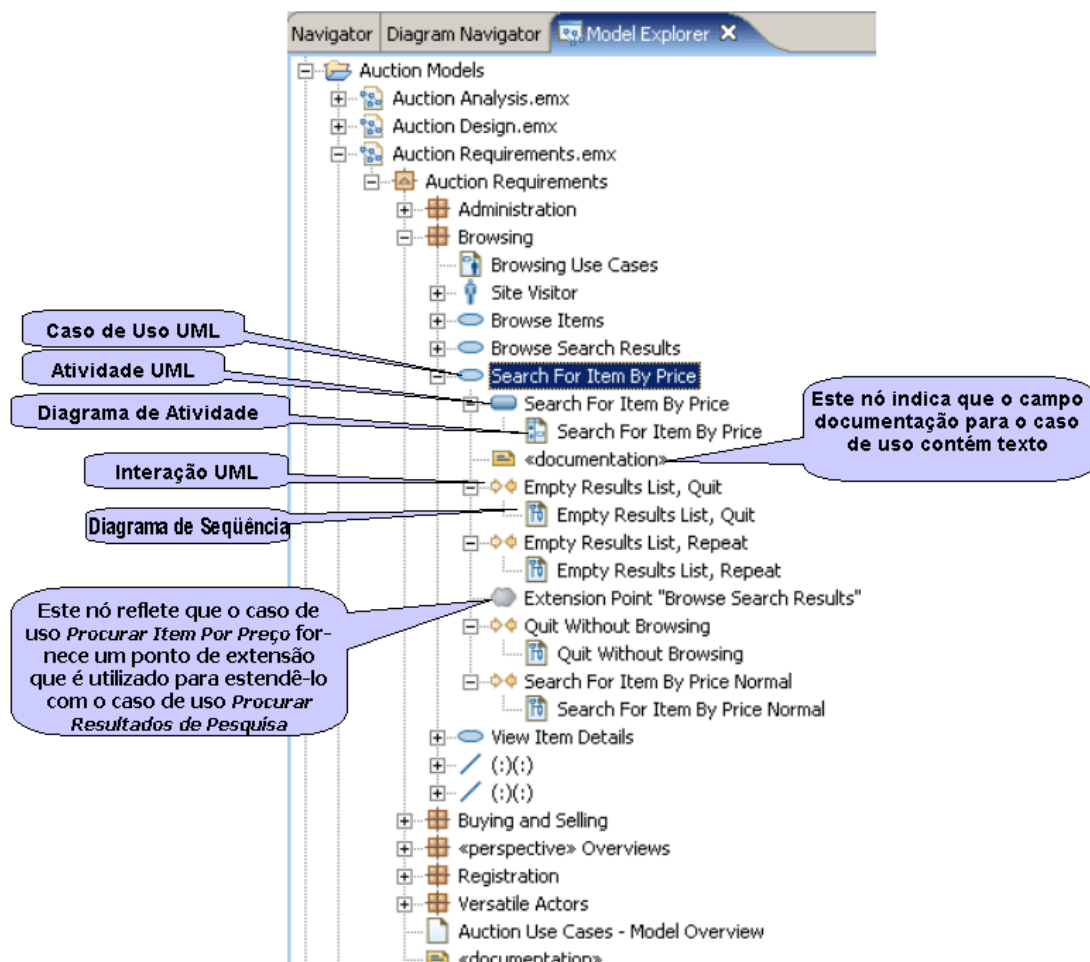 Navigator
Diagram Navigator
Model Explorer
Auction Models
Auction Analysis.emx
Auction Design.emx
Auction Requirements.emx
Auction Requirements
Administration
Browsing
Browsing Use Cases
Site Visitor
Browse Items
Browse Search Results
Search For Item By Price
Search For Item By Price
Search For Item By Price
«documentation»
Empty Results List, Quit
Empty Results List, Quit
Empty Results List, Repeat
Empty Results List, Repeat
Extension Point "Browse Search Results"
Quit Without Browsing
Quit Without Browsing
Search For Item By Price Normal
Search For Item By Price Normal
View Item Details
(:)(:)
(:)(:)
Buying and Selling
«perspective» Overviews
Registration
Versatile Actors
Auction Use Cases - Model Overview
«documentation»
Caso de Uso UML
Atividade UML
Diagrama de Atividade
Interação UML
Diagrama de Seqüência
Este nó reflete que o caso de
uso Procurar Item Por Preço for-
nece um ponto de extensão
que é utilizado para estendê-lo
com o caso de uso Procurar
Resultados de Pesquisa
Este nó indica que o campo
documentação para o caso
de uso contém texto